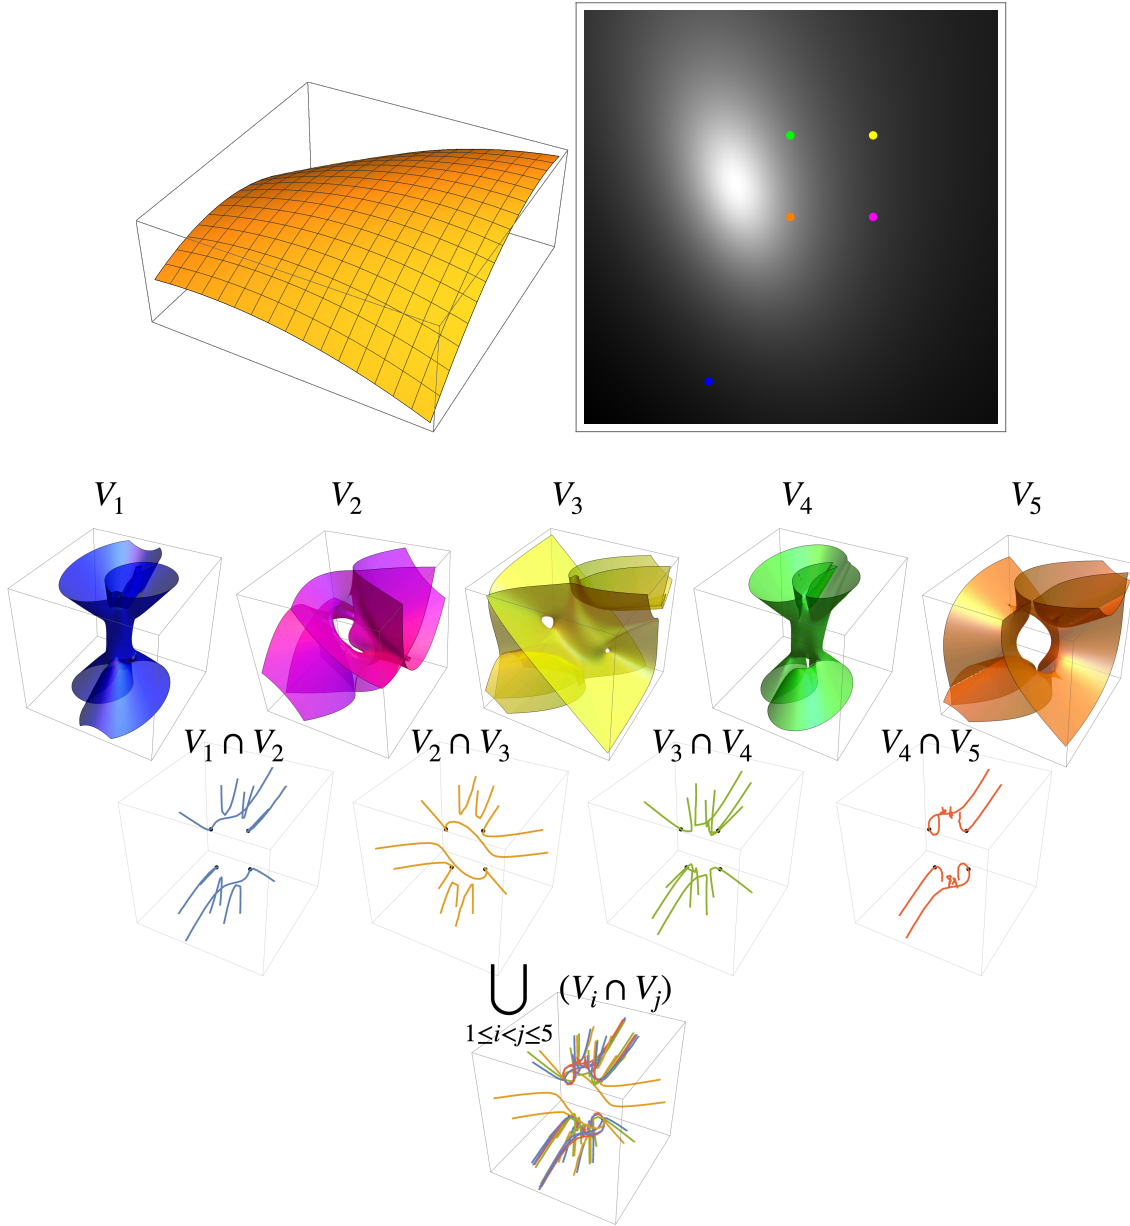 V₁ V₂ V₃ V₄ V₅
V₁ ∩ V₂ V₂ ∩ V₃ V₃ ∩ V₄ V₄ ∩ V₅
⋃ (Vᵢ ∩ Vⱼ)
1≤i<j≤5